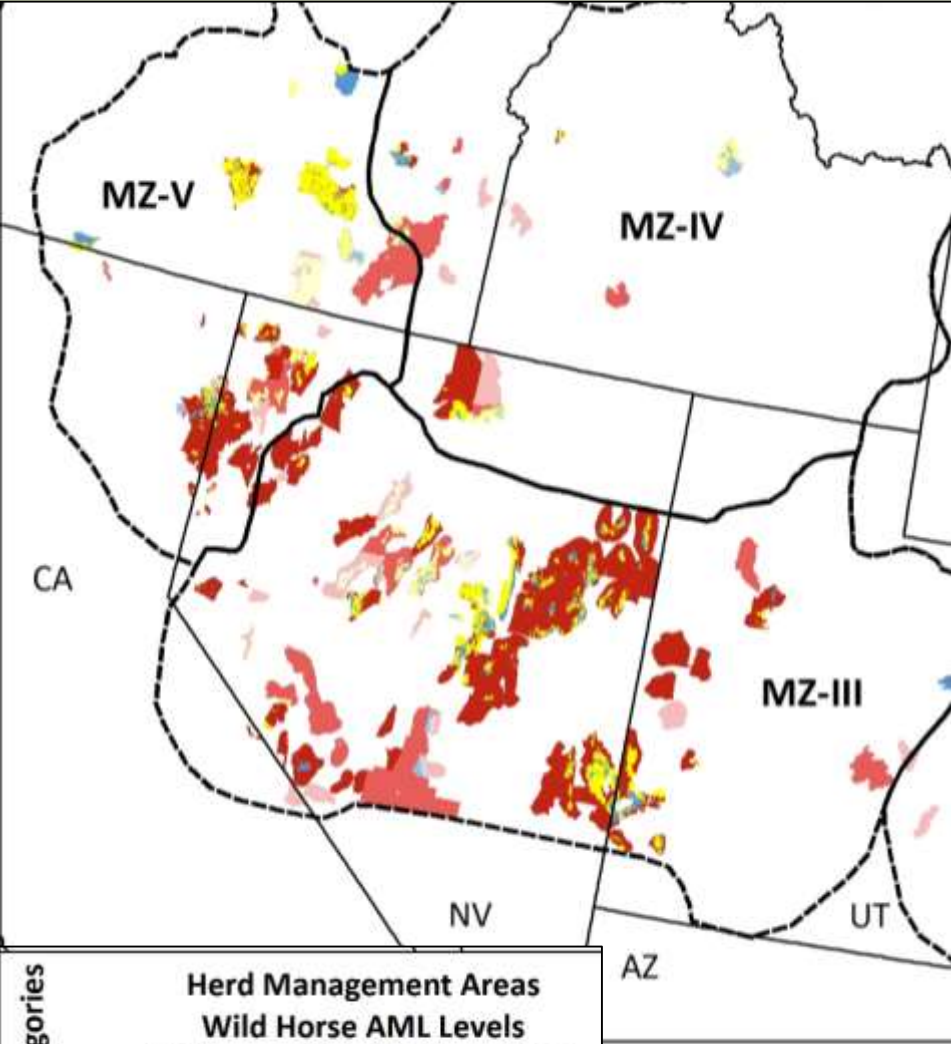 MZ-V
MZ-IV
CA
MZ-III
NV
UT
AZ
gories
Herd Management Areas
Wild Horse AML Levels